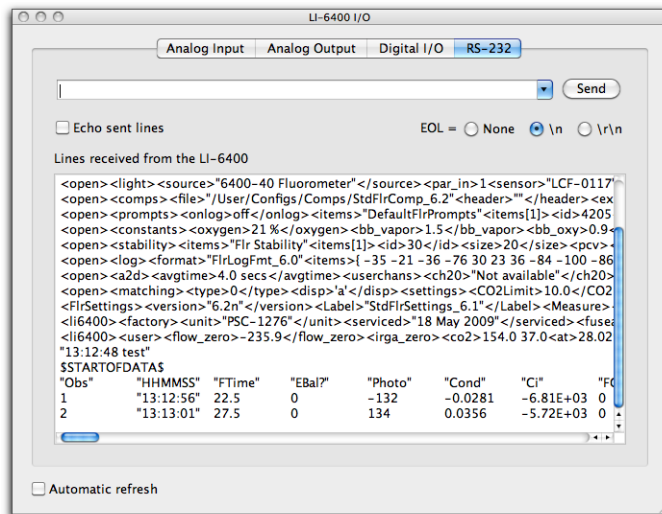 LI-6400 I/O
Analog Input Analog Output Digital I/O RS-232
Send
Echo sent lines EOL = None \n \r\n
Lines received from the LI-6400
<open><light><source>"6400-40 Fluorometer"</source><par_in>1<sensor>"LCF-0117"
<open><comps><file>"/User/Configs/Comps/StdFlrComp_6.2"<header>""</header><ex
<open><prompts><onlog>off</onlog><items>"DefaultFlrPrompts"<items[1]><id>4205
<open><constants><oxygen>21 %</oxygen><bb_vapor>1.5</bb_vapor><bb_oxy>0.9<
<open><stability><items>"Flr Stability"<items[1]><id>30</id><size>20</size><pcv>
<open><log><format>"FlrLogFmt_6.0"<items>{ -35 -21 -36 -76 30 23 36 -84 -100 -86
<open><a2d><avgtime>4.0 secs</avgtime><userchans><ch20>"Not available"</ch20>
<open><matching><type>0</type><disp>'a'</disp><settings><CO2Limit>10.0</CO2
<FlrSettings><version>"6.2n"</version><Label>"StdFlrSettings_6.1"</Label><Measure>
<li6400><factory><unit>"PSC-1276"</unit><serviced>"18 May 2009"</serviced><fusea
<li6400><user><flow_zero>-235.9</flow_zero><irga_zero><co2>154.0 37.0<at>28.02
"13:12:48 test"
$STARTOFDATA$
"Obs" "HHMMSS" "FTime" "EBal?" "Photo" "Cond" "Ci"
1 "13:12:56" 22.5 0 -132 -0.0281 -6.81E+03 0
2 "13:13:01" 27.5 0 134 0.0356 -5.72E+03 0
Automatic refresh